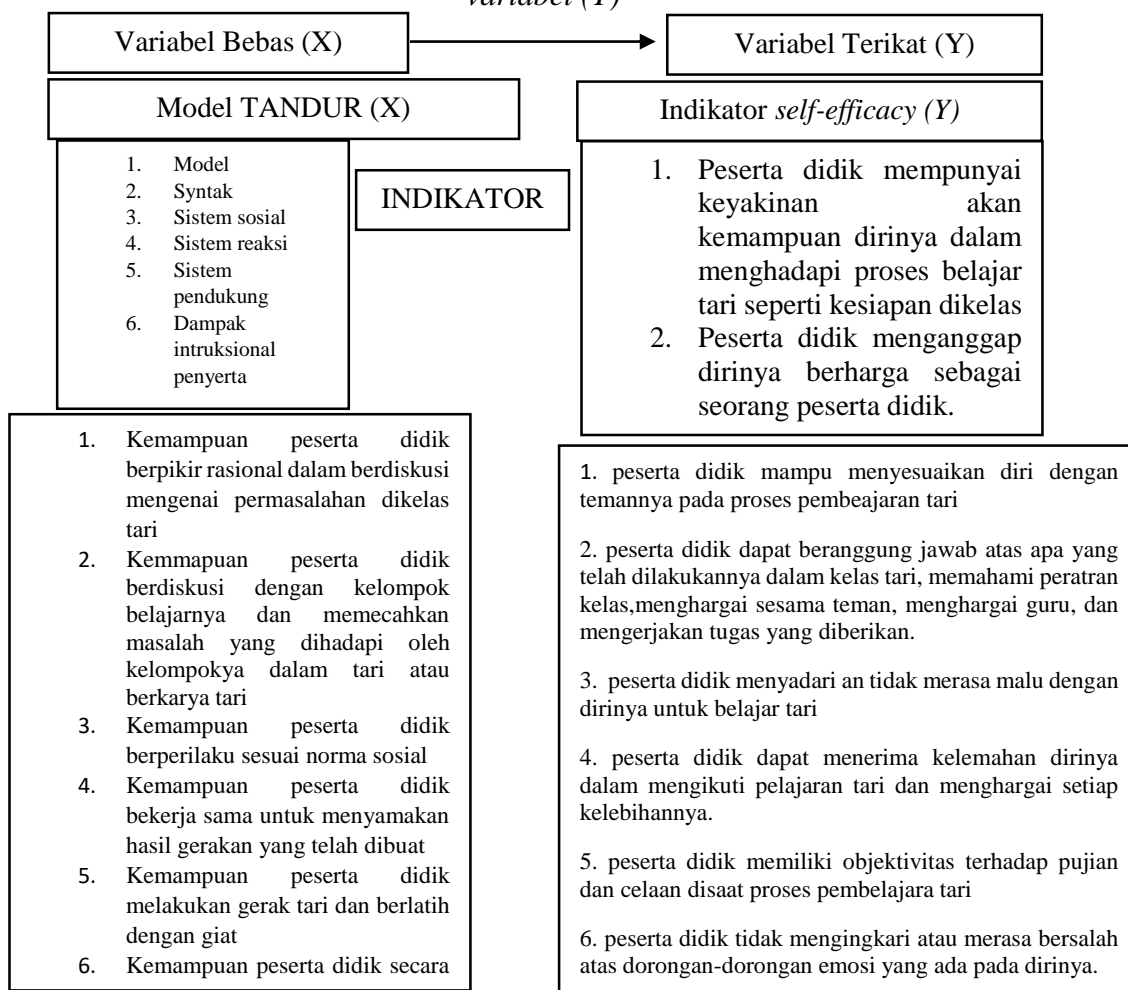 variabel (Y)
Variabel Bebas (X)
Variabel Terikat (Y)
Model TANDUR (X)
Indikator self-efficacy (Y)
1. Model
2. Syntak
3. Sistem sosial
4. Sistem reaksi
5. Sistem
pendukung
6. Dampak
intruksional
penyerta
INDIKATOR
1. Peserta didik mempunyai
keyakinan akan
kemampuan dirinya dalam
menghadapi proses belajar
tari seperti kesiapan dikelas
2. Peserta didik menganggap
dirinya berharga sebagai
seorang peserta didik.
1. Kemampuan peserta didik
berpikir rasional dalam berdiskusi
mengenai permasalahan dikelas
tari
2. Kemmapuan peserta didik
berdiskusi dengan kelompok
belajarnya dan memecahkan
masalah yang dihadapi oleh
kelompokya dalam tari atau
berkarya tari
3. Kemampuan peserta didik
berperilaku sesuai norma sosial
4. Kemampuan peserta didik
bekerja sama untuk menyamakan
hasil gerakan yang telah dibuat
5. Kemampuan peserta didik
melakukan gerak tari dan berlatih
dengan giat
6. Kemampuan peserta didik secara
1. peserta didik mampu menyesuaikan diri dengan
temannya pada proses pembeajaran tari
2. peserta didik dapat beranggung jawab atas apa yang
telah dilakukannya dalam kelas tari, memahami peratran
kelas,menghargai sesama teman, menghargai guru, dan
mengerjakan tugas yang diberikan.
3. peserta didik menyadari an tidak merasa malu dengan
dirinya untuk belajar tari
4. peserta didik dapat menerima kelemahan dirinya
dalam mengikuti pelajaran tari dan menghargai setiap
kelebihannya.
5. peserta didik memiliki objektivitas terhadap pujian
dan celaan disaat proses pembelajara tari
6. peserta didik tidak mengingkari atau merasa bersalah
atas dorongan-dorongan emosi yang ada pada dirinya.